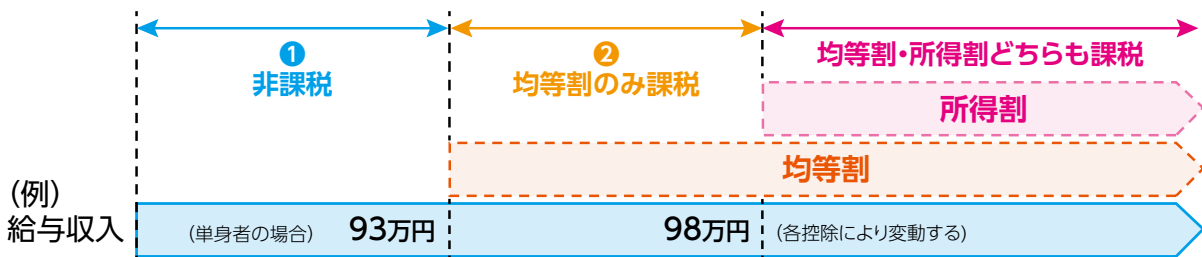 ❶
非課税
❷
均等割のみ課税
均等割・所得割どちらも課税
所得割
均等割
(例)
給与収入
(単身者の場合) 93万円
98万円
(各控除により変動する)